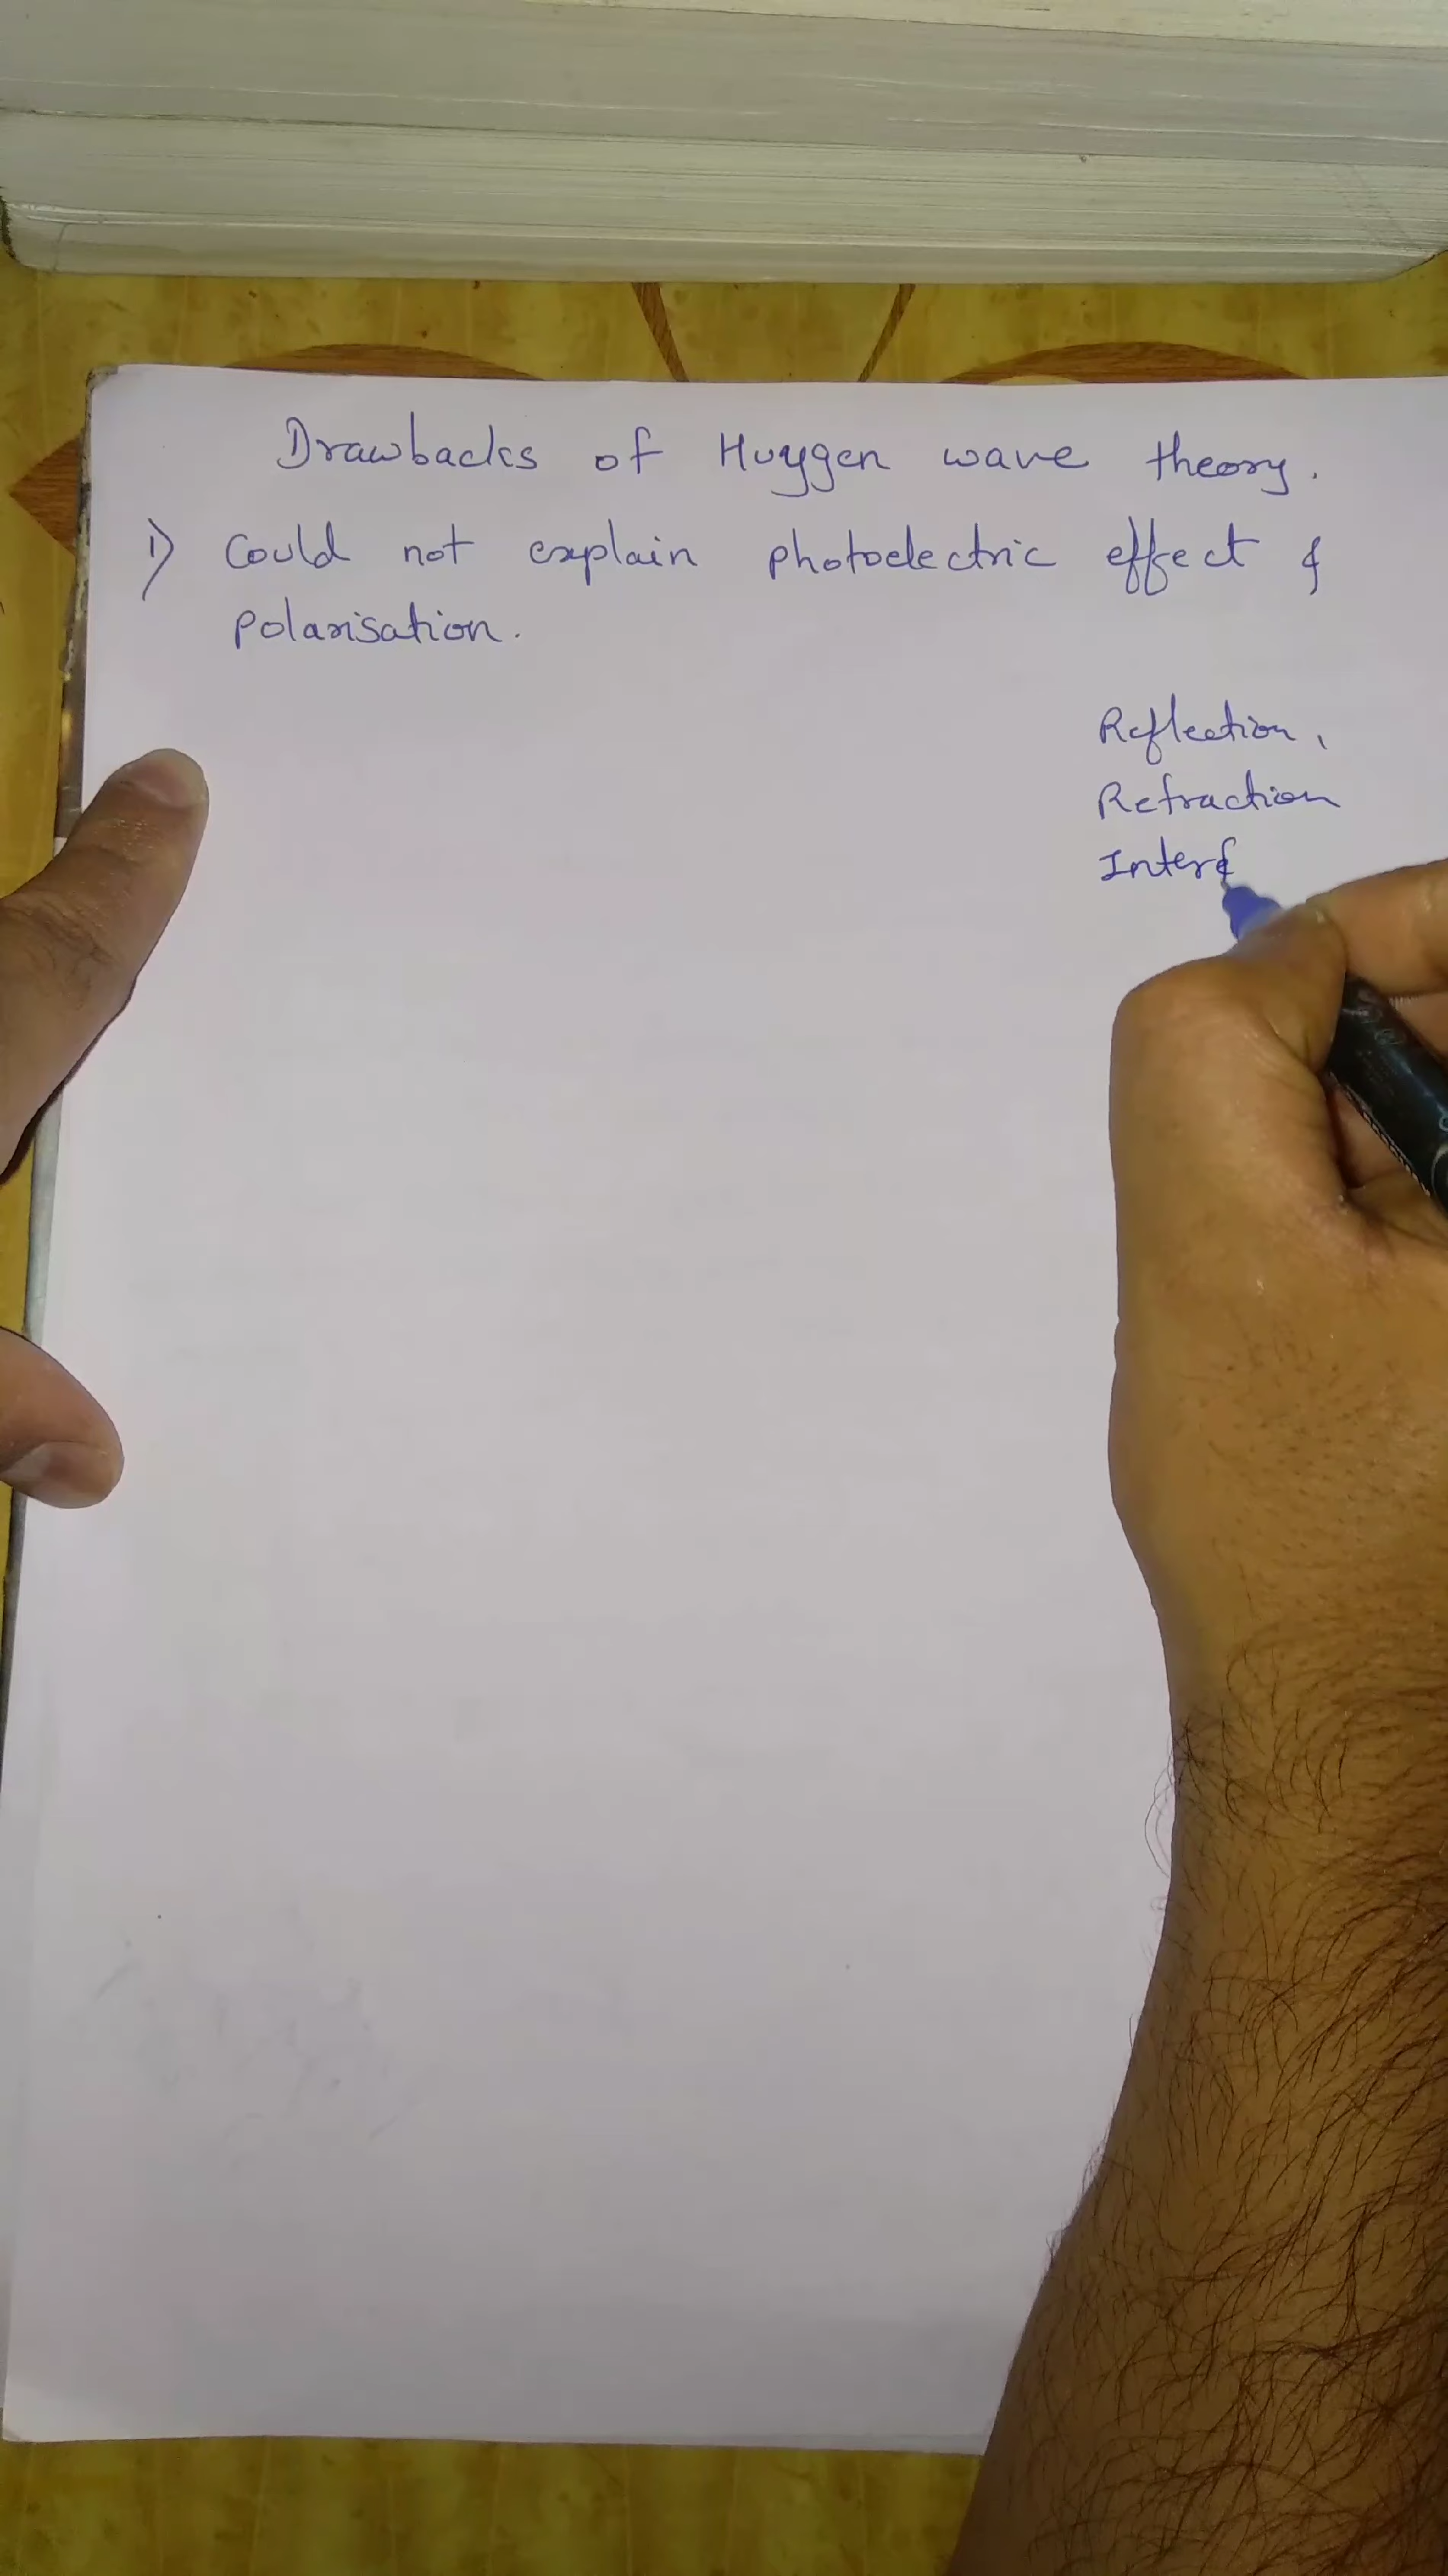 Drawbacks of Huygen wave theory.
1) Could not explain photoelectric effect &
polarisation.
Reflection,
Refraction
Interf